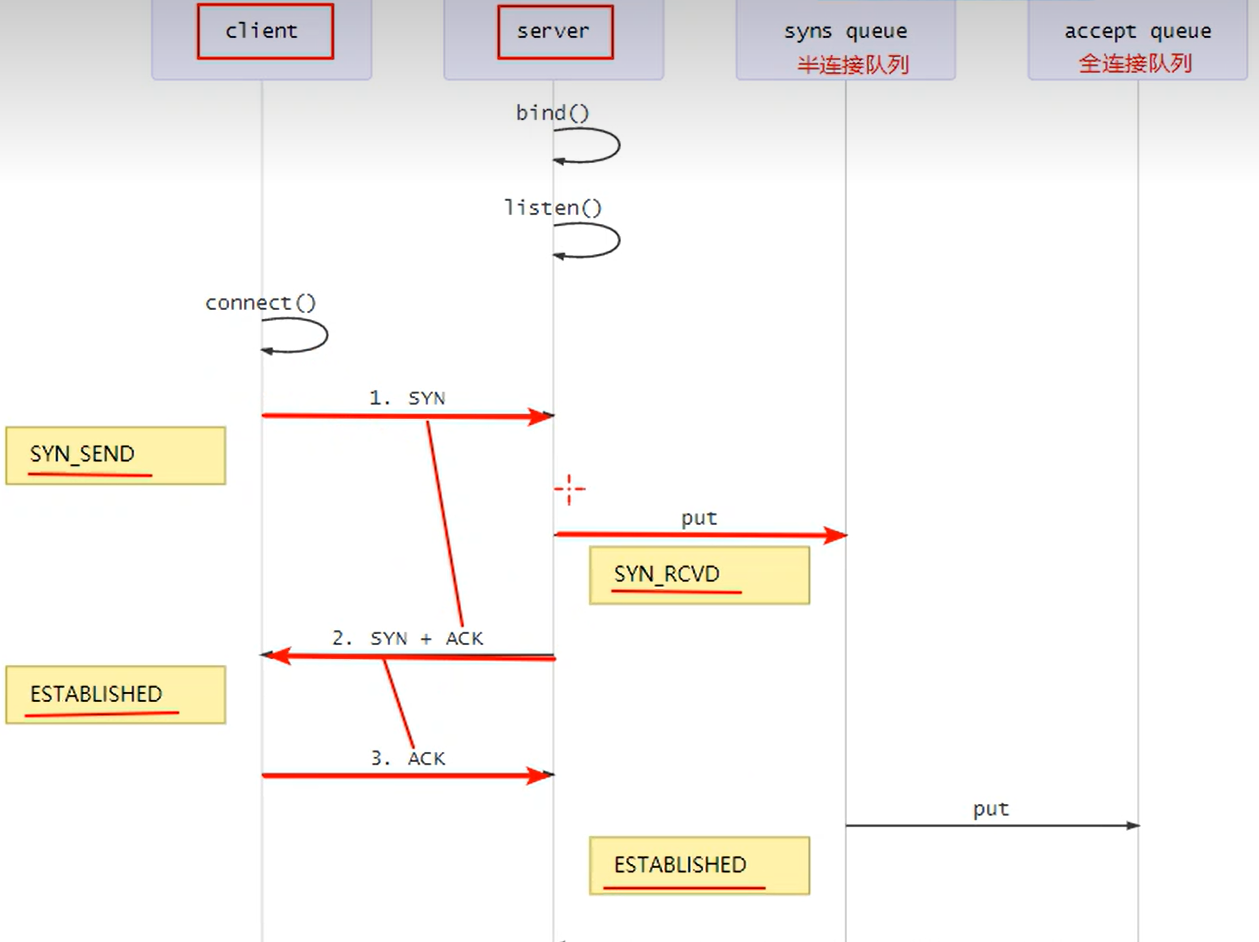 client
server
syns queue
半连接队列
accept queue
全连接队列
bind()
listen()
connect()
1. SYN
SYN_SEND
put
SYN_RCVD
2. SYN + ACK
ESTABLISHED
3. ACK
put
ESTABLISHED